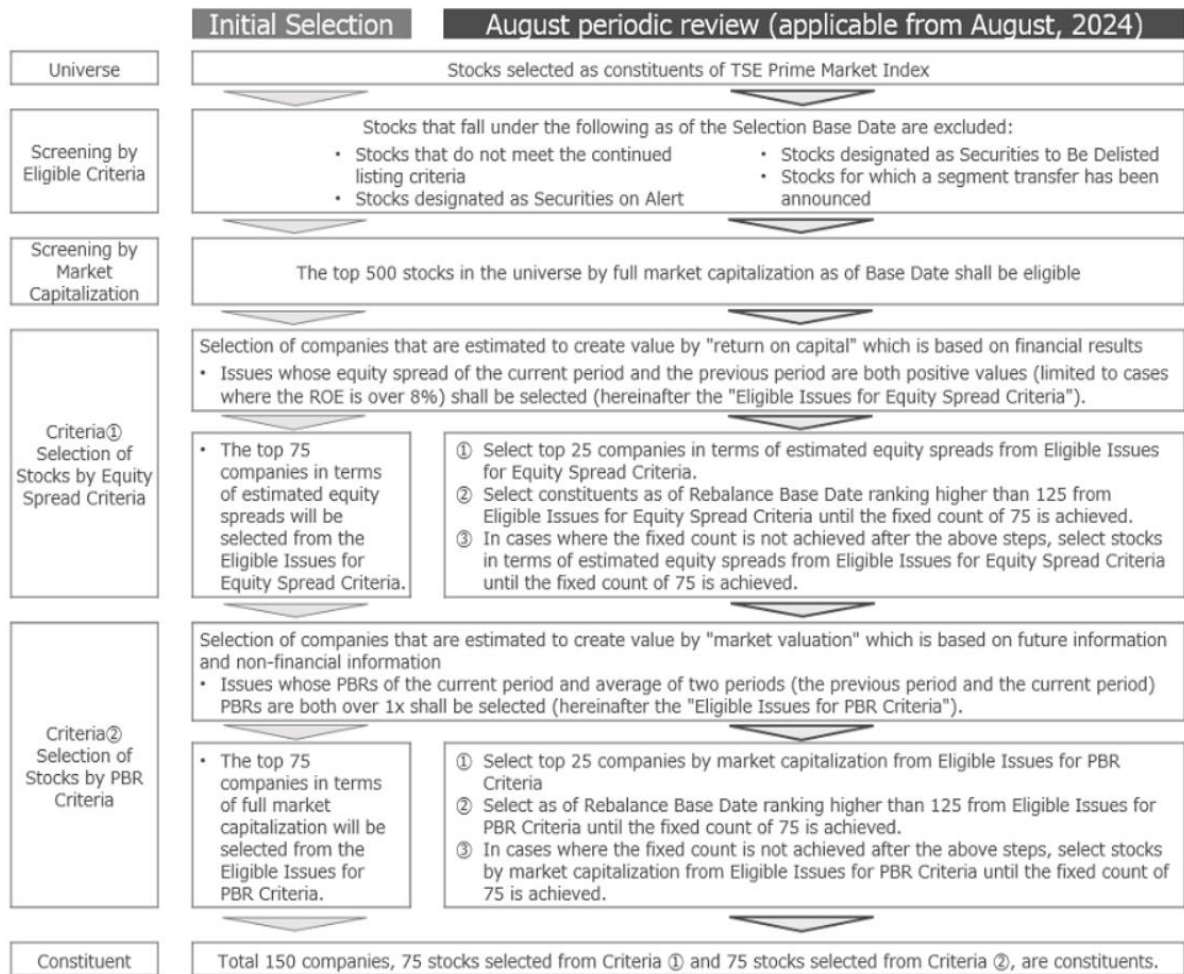 Initial Selection
August periodic review (applicable from August, 2024)
Universe
Stocks selected as constituents of TSE Prime Market Index
Screening by
Eligible Criteria
Stocks that fall under the following as of the Selection Base Date are excluded:
• Stocks that do not meet the continued
listing criteria
• Stocks designated as Securities on Alert
• Stocks designated as Securities to Be Delisted
• Stocks for which a segment transfer has been
announced
Screening by
Market
Capitalization
The top 500 stocks in the universe by full market capitalization as of Base Date shall be eligible
Criteria①
Selection of
Stocks by Equity
Spread Criteria
Selection of companies that are estimated to create value by "return on capital" which is based on financial results
• Issues whose equity spread of the current period and the previous period are both positive values (limited to cases
where the ROE is over 8%) shall be selected (hereinafter the "Eligible Issues for Equity Spread Criteria").
• The top 75
companies in terms
of estimated equity
spreads will be
selected from the
Eligible Issues for
Equity Spread Criteria.
① Select top 25 companies in terms of estimated equity spreads from Eligible Issues
for Equity Spread Criteria.
② Select constituents as of Rebalance Base Date ranking higher than 125 from
Eligible Issues for Equity Spread Criteria until the fixed count of 75 is achieved.
③ In cases where the fixed count is not achieved after the above steps, select stocks
in terms of estimated equity spreads from Eligible Issues for Equity Spread Criteria
until the fixed count of 75 is achieved.
Criteria②
Selection of
Stocks by PBR
Criteria
Selection of companies that are estimated to create value by "market valuation" which is based on future information
and non-financial information
• Issues whose PBRs of the current period and average of two periods (the previous period and the current period)
PBRs are both over 1x shall be selected (hereinafter the "Eligible Issues for PBR Criteria").
• The top 75
companies in terms
of full market
capitalization will be
selected from the
Eligible Issues for
PBR Criteria.
① Select top 25 companies by market capitalization from Eligible Issues for PBR
Criteria
② Select as of Rebalance Base Date ranking higher than 125 from Eligible Issues for
PBR Criteria until the fixed count of 75 is achieved.
③ In cases where the fixed count is not achieved after the above steps, select stocks
by market capitalization from Eligible Issues for PBR Criteria until the fixed count of
75 is achieved.
Constituent
Total 150 companies, 75 stocks selected from Criteria ① and 75 stocks selected from Criteria ②, are constituents.